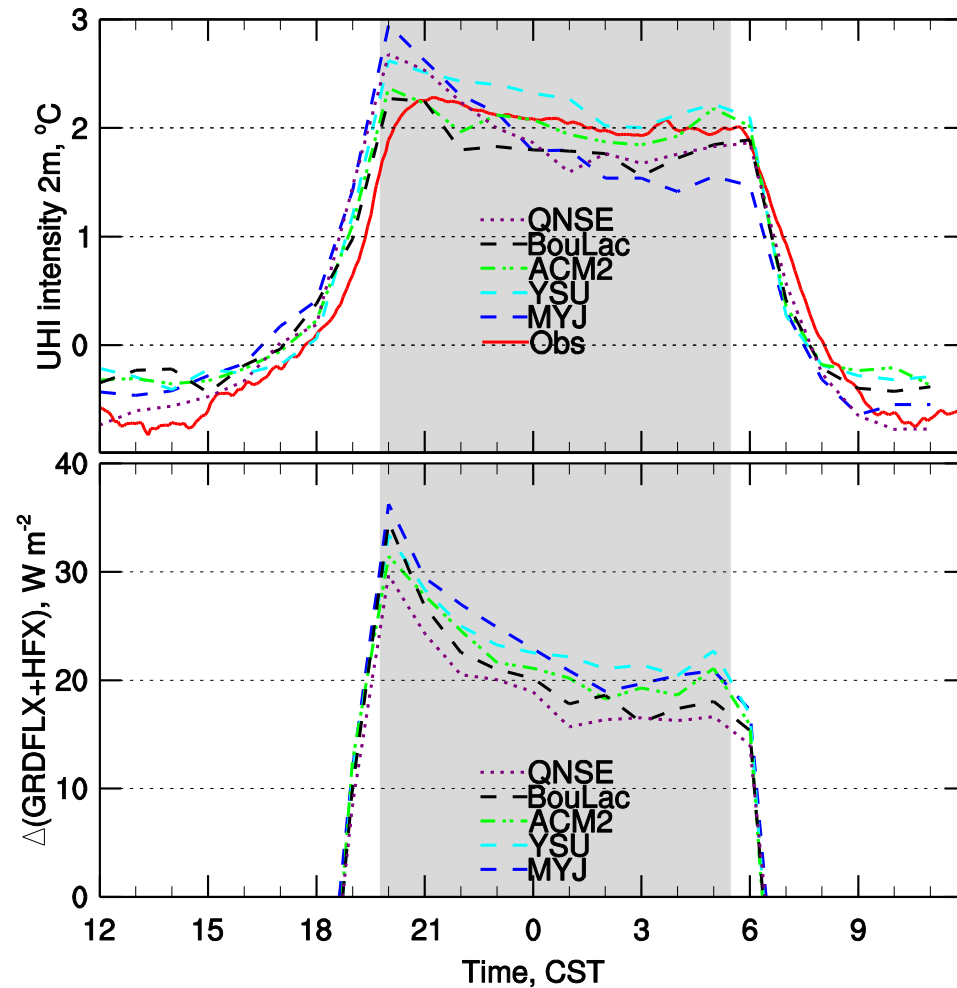 3
2
1
0
UHI intensity 2m, °C
QNSE
BouLac
ACM2
YSU
MYJ
Obs
40
30
20
10
0
Δ(GRDFLX+HFX), W m⁻²
QNSE
BouLac
ACM2
YSU
MYJ
12 15 18 21 0 3 6 9
Time, CST